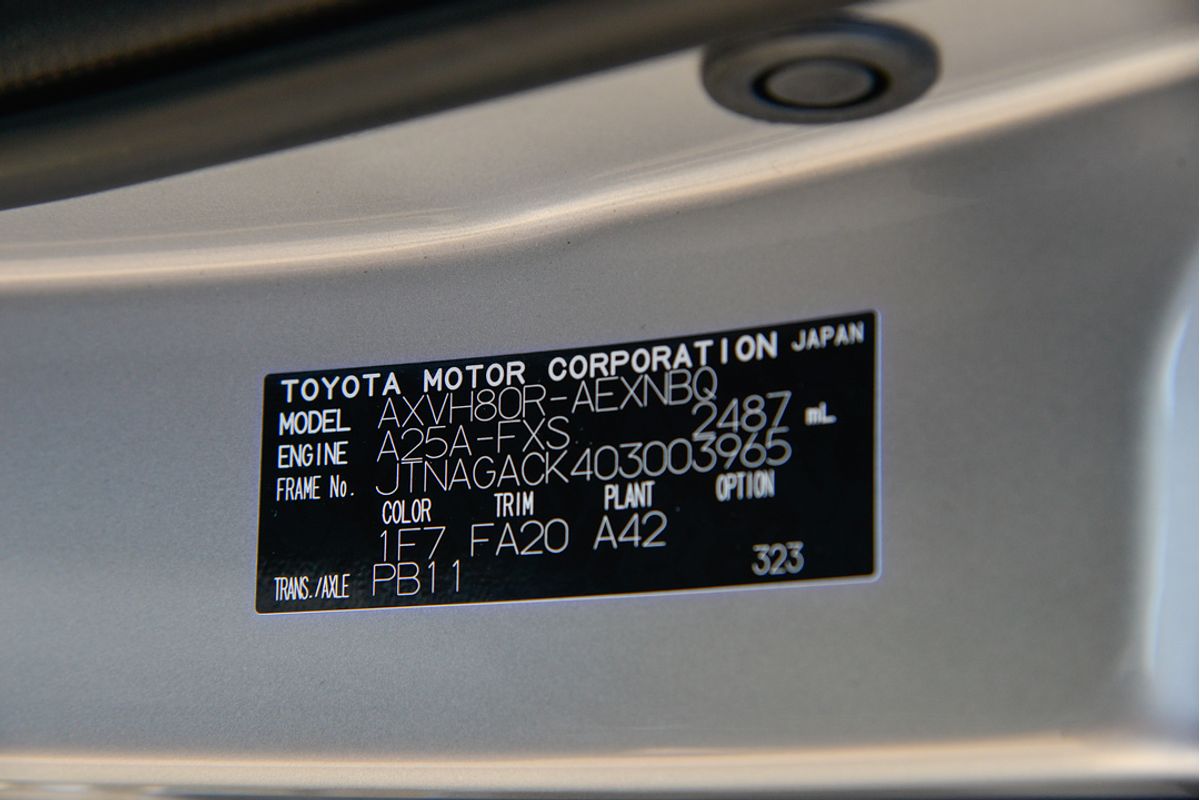 TOYOTA MOTOR CORPORATION JAPAN
MODEL AXVH80R-AEXNBQ
ENGINE A25A-FXS 2487 mL
FRAME No. JTNAGACK403003965
COLOR TRIM PLANT OPTION
1F7 FA20 A42
TRANS./AXLE PB11 323